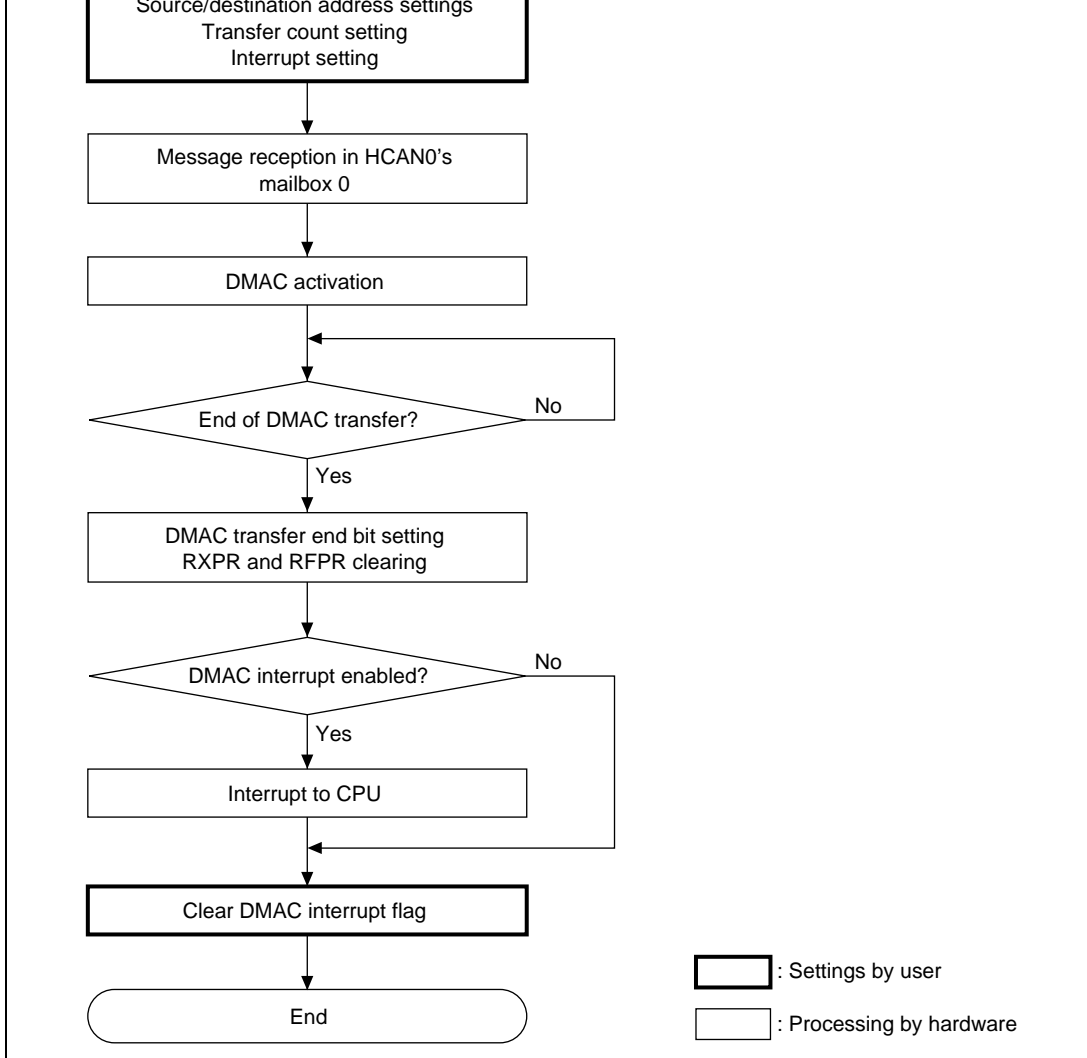 Source/destination address settings
Transfer count setting
Interrupt setting
Message reception in HCAN0's
mailbox 0
DMAC activation
End of DMAC transfer?
No
Yes
DMAC transfer end bit setting
RXPR and RFPR clearing
DMAC interrupt enabled?
No
Yes
Interrupt to CPU
Clear DMAC interrupt flag
End
: Settings by user
: Processing by hardware